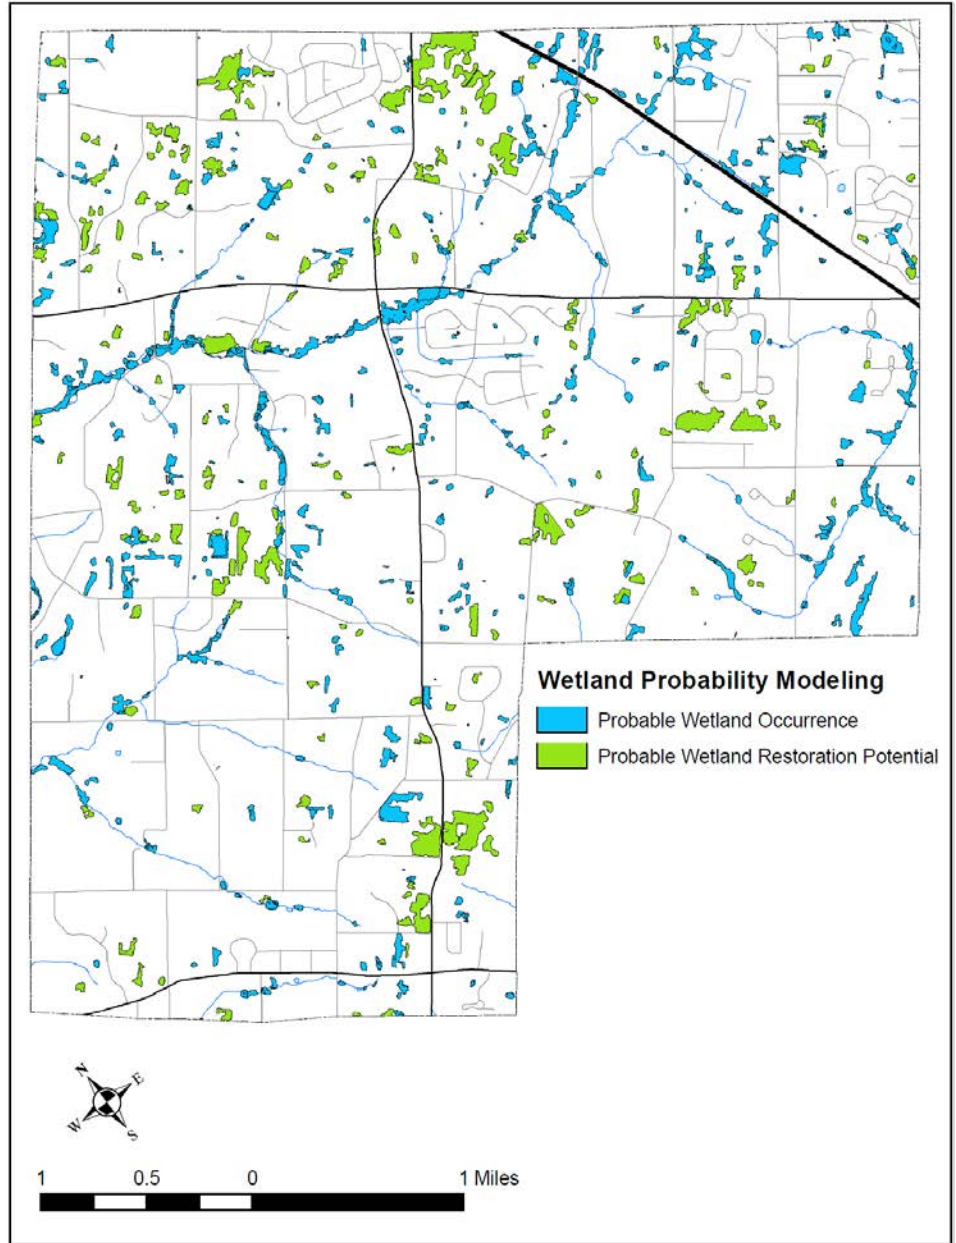 Wetland Probability Modeling
Probable Wetland Occurrence
Probable Wetland Restoration Potential
N
E
W
S
1 0.5 0 1 Miles